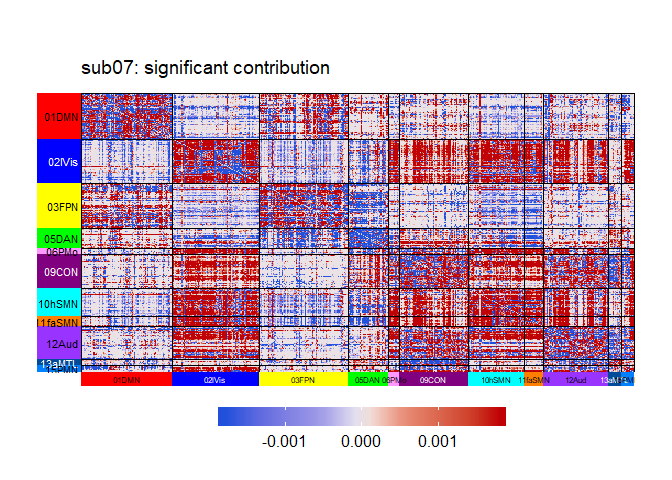 sub07: significant contribution
01DMN
02lVis
03FPN
05DAN
06PMo
09CON
10hSMN
11faSMN
12Aud
01DMN
02lVis
03FPN
05DAN
09CON
10hSMN
11faSMN
12Aud
-0.001
0.000
0.001